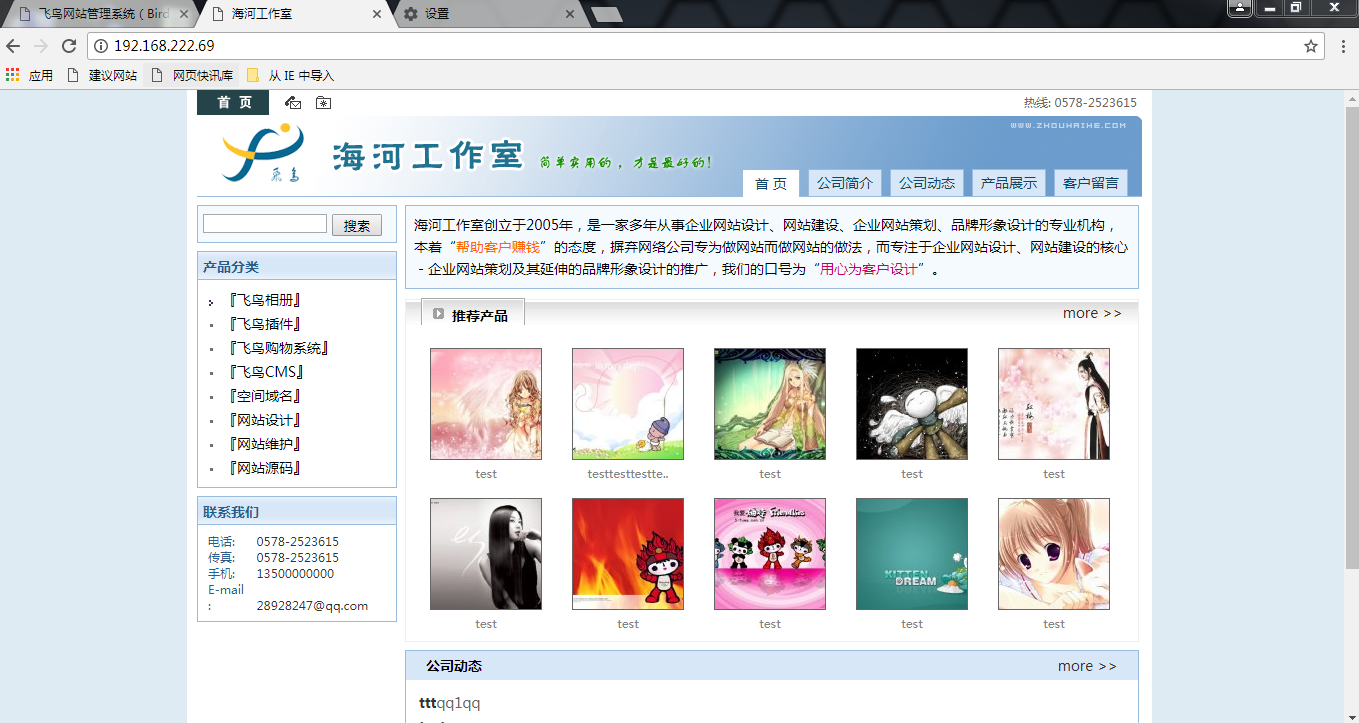 飞鸟网站管理系统（Bird
海河工作室
设置
192.168.222.69
应用 建议网站 网页快讯库 从 IE 中导入
首 页
热线: 0578-2523615
WWW.ZHOUHAIHE.COM
飞鸟
海河工作室
简单实用的，才是最好的!
首 页 公司简介 公司动态 产品展示 客户留言
搜索
产品分类
『飞鸟相册』
『飞鸟插件』
『飞鸟购物系统』
『飞鸟CMS』
『空间域名』
『网站设计』
『网站维护』
『网站源码』
联系我们
电话: 0578-2523615
传真: 0578-2523615
手机: 13500000000
E-mail
: 28928247@qq.com
海河工作室创立于2005年，是一家多年从事企业网站设计、网站建设、企业网站策划、品牌形象设计的专业机构，
本着“帮助客户赚钱”的态度，摒弃网络公司专为做网站而做网站的做法，而专注于企业网站设计、网站建设的核心
－企业网站策划及其延伸的品牌形象设计的推广，我们的口号为“用心为客户设计”。
推荐产品
more >>
test testtesttestte.. test test test
我爱 福娃 Friendlies
KITTEN
DREAM
test test test test test
公司动态
more >>
tttqq1qq